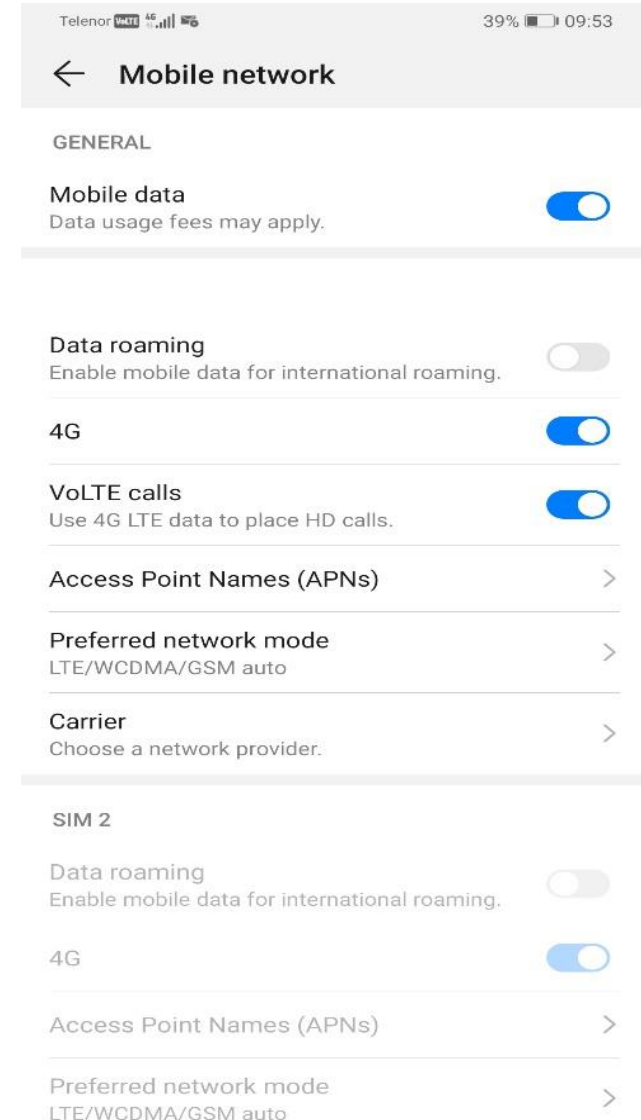 Telenor VoLTE 4G 39% 09:53
Mobile network
GENERAL
Mobile data
Data usage fees may apply.
Data roaming
Enable mobile data for international roaming.
4G
VoLTE calls
Use 4G LTE data to place HD calls.
Access Point Names (APNs)
Preferred network mode
LTE/WCDMA/GSM auto
Carrier
Choose a network provider.
SIM 2
Data roaming
Enable mobile data for international roaming.
4G
Access Point Names (APNs)
Preferred network mode
LTE/WCDMA/GSM auto